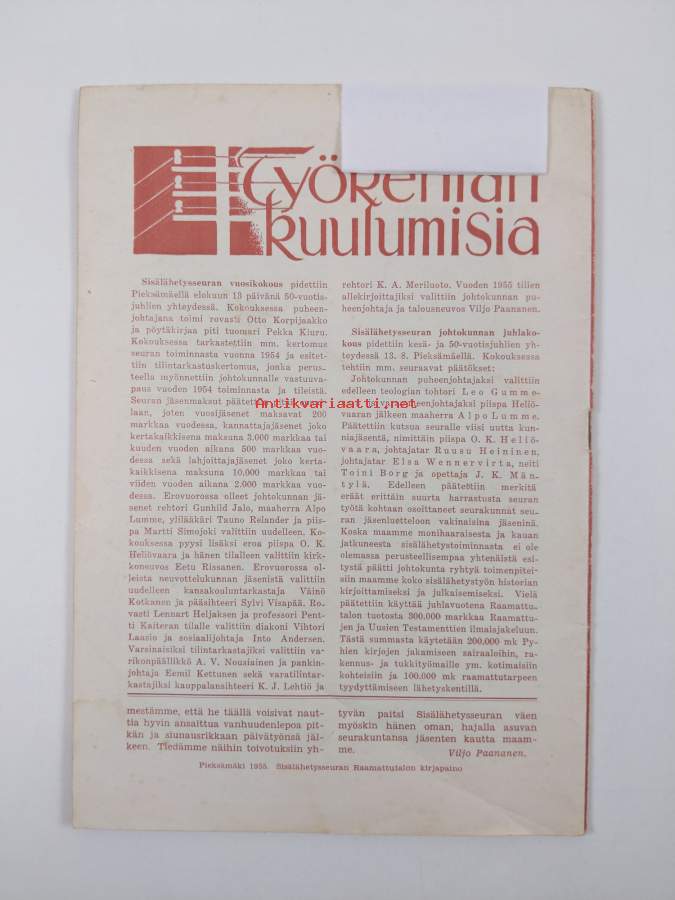 Työkentän
kuulumisia
Sisälähetysseuran vuosikokous pidettiin
Pieksämäellä elokuun 13 päivänä 50-vuotis-
juhlien yhteydessä. Kokouksessa puheen-
johtajana toimi rovasti Otto Korpijaakko
ja pöytäkirjaa piti tuomari Pekka Kiuru.
Kokouksessa tarkastettiin mm. kertomus
seuran toiminnasta vuonna 1954 ja esitet-
tiin tilintarkastuskertomus, jonka perus-
teella myönnettiin johtokunnalle vastuuva-
paus vuoden 1954 toiminnasta ja tileistä.
Seuran jäsenmaksut päätettiin
laan, joten vuosijäsenet maksavat 200
markkaa vuodessa, kannattajajäsenet joko
kertakaikkisena maksuna 3.000 markkaa tai
kuuden vuoden aikana 500 markkaa vuo-
dessa sekä lahjoittajajäsenet joko kerta-
kaikkisena maksuna 10.000 markkaa tai
viiden vuoden aikana 2.000 markkaa vuo-
dessa. Erovuorossa olleet johtokunnan jä-
senet rehtori Gunhild Jalo, maaherra Alpo
Lumme, ylilääkäri Tauno Relander ja piis-
pa Martti Simojoki valittiin uudelleen. Ko-
kouksessa pyysi lisäksi eroa piispa O. K.
Heliövaara ja hänen tilalleen valittiin kirk-
koneuvos Eetu Rissanen. Erovuorossa ol-
leista neuvottelukunnan jäsenistä valittiin
uudelleen kansakouluntarkastaja Väinö
Kotkanen ja pääsihteeri Sylvi Visapää. Ro-
vasti Lennart Heljaksen ja professori Pent-
ti Kaiteran tilalle valittiin diakoni Vihtori
Laasio ja sosiaalijohtaja Into Andersen.
Varsinaisiksi tilintarkastajiksi valittiin va-
rikonpäällikkö A. V. Nousiainen ja pankin-
johtaja Eemil Kettunen sekä varatilintar-
kastajiksi kauppalansihteeri K. J. Lehtiö ja
rehtori K. A. Meriluoto. Vuoden 1955 tilien
allekirjoittajiksi valittiin johtokunnan pu-
heenjohtaja ja talousneuvos Viljo Paananen.
Sisälähetysseuran johtokunnan juhlako-
kous pidettiin kesä- ja 50-vuotisjuhlien yh-
teydessä 13. 8. Pieksämäellä. Kokouksessa
tehtiin mm. seuraavat päätökset:
Johtokunnan puheenjohtajaksi valittiin
edelleen teologian tohtori Leo Gumme-
puheenjohtajaksi piispa Heliö-
vaaran jälkeen maaherra Alpo Lumme.
Päätettiin kutsua seuralle viisi uutta kun-
niajäsentä, nimittäin piispa O. K. Heliö-
vaara, johtajatar Ruusu Heininen,
johtajatar Elsa Wennervirta, neiti
Toini Borg ja opettaja J. K. Män-
tylä. Edelleen päätettiin merkitä
eräät erittäin suurta harrastusta seuran
työtä kohtaan osoittaneet seurakunnat seu-
ran jäsenluetteloon vakinaisina jäseninä.
Koska maamme monihaaraisesta ja kauan
jatkuneesta sisälähetystoiminnasta ei ole
olemassa perusteellisempaa yhtenäistä esi-
tystä päätti johtokunta ryhtyä toimenpitei-
siin maamme koko sisälähetystyön historian
kirjoittamiseksi ja julkaisemiseksi. Vielä
päätettiin käyttää juhlavuotena Raamattu-
talon tuotosta 300.000 markkaa Raamattu-
jen ja Uusien Testamenttien ilmaisjakeluun.
Tästä summasta käytetään 200.000 mk Py-
hien kirjojen jakamiseen sairaaloihin, ra-
kennus- ja tukkityömaille ym. kotimaisiin
kohteisiin ja 100.000 mk raamattutarpeen
tyydyttämiseen lähetyskentillä.
Antikvariaatti.net
mestämme, että he täällä voisivat naut-
tia hyvin ansaittua vanhuudenlepoa pit-
kän ja siunausrikkaan päivätyönsä jäl-
keen. Tiedämme näihin toivotuksiin yh-
tyvän paitsi Sisälähetysseuran väen
myöskin hänen oman, hajalla asuvan
seurakuntansa jäsenten kautta maam-
me.
Viljo Paananen.
Pieksämäki 1955. Sisälähetysseuran Raamattutalon kirjapaino